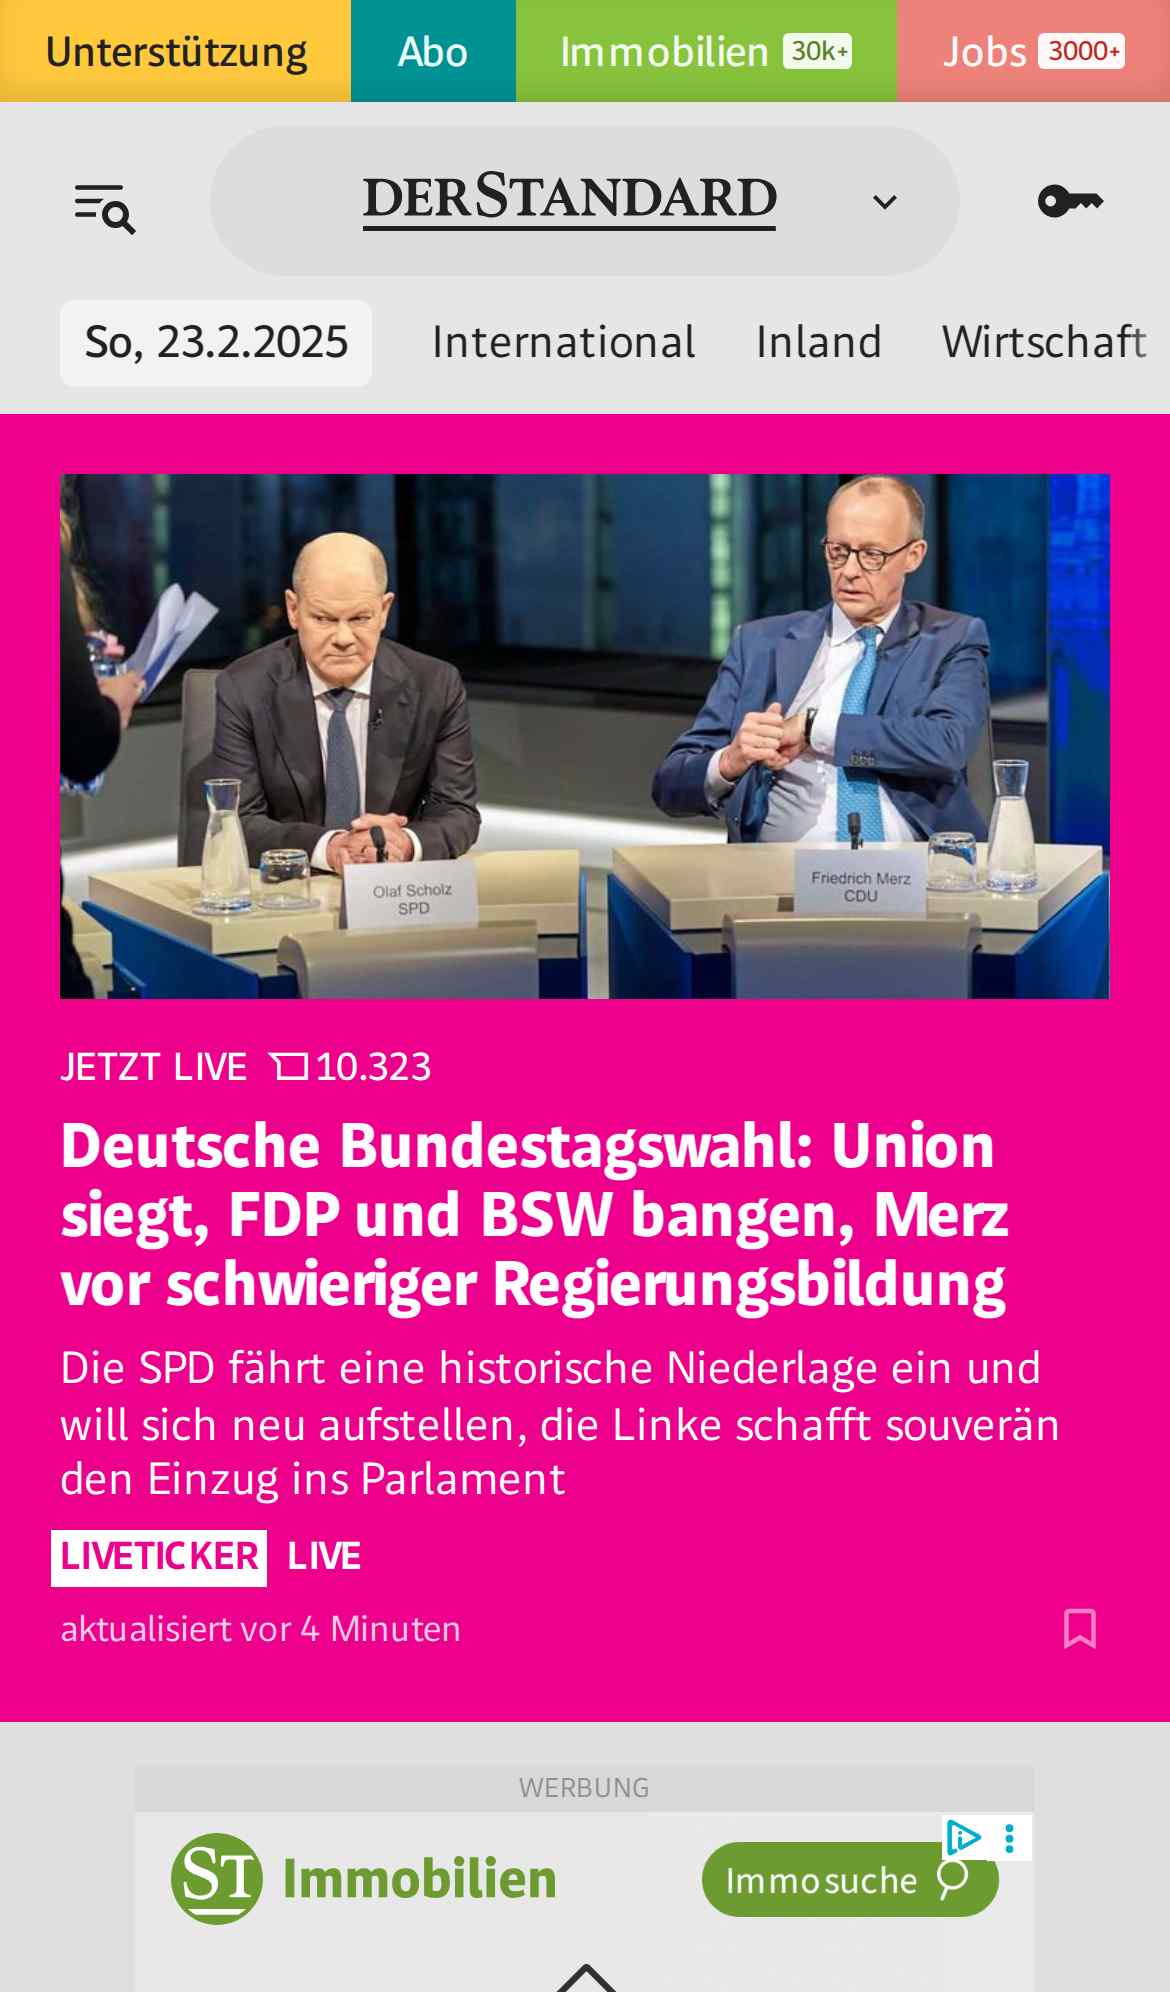 Unterstützung
Abo
Immobilien 30k+
Jobs 3000+
DERSTANDARD
So, 23.2.2025 International Inland Wirtschaft
Olaf Scholz
SPD
Friedrich Merz
CDU
JETZT LIVE 10.323
Deutsche Bundestagswahl: Union
siegt, FDP und BSW bangen, Merz
vor schwieriger Regierungsbildung
Die SPD fährt eine historische Niederlage ein und
will sich neu aufstellen, die Linke schafft souverän
den Einzug ins Parlament
LIVETICKER LIVE
aktualisiert vor 4 Minuten
WERBUNG
ST Immobilien
Immosuche